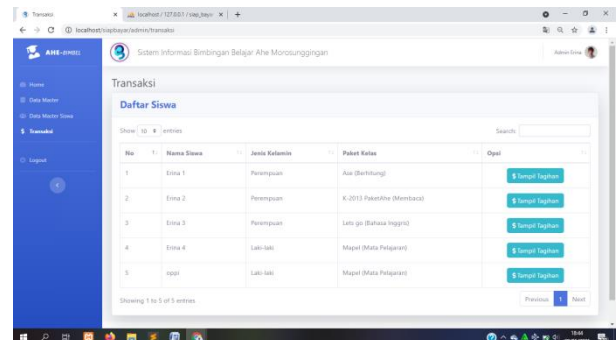 Transaksi
localhost / 127.0.0.1 / siap_bayar
localhost/siapbayar/admin/transaksi
AHE-BIMBEL
Sistem Informasi Bimbingan Belajar Ahe Morosunggingan
Admin Erina
Home
Data Master
Data Master Siswa
Transaksi
Logout
Transaksi
Daftar Siswa
Show 10 entries
Search:
No Nama Siswa Jenis Kelamin Paket Kelas Opsi
1 Erina 1 Perempuan Ase (Berhitung) $ Tampil Tagihan
2 Erina 2 Perempuan K-2013 PaketAhe (Membaca) $ Tampil Tagihan
3 Erina 3 Perempuan Lets go (Bahasa Inggris) $ Tampil Tagihan
4 Erina 4 Laki-laki Mapel (Mata Pelajaran) $ Tampil Tagihan
5 oppi Laki-laki Mapel (Mata Pelajaran) $ Tampil Tagihan
Showing 1 to 5 of 5 entries
Previous 1 Next
18:44